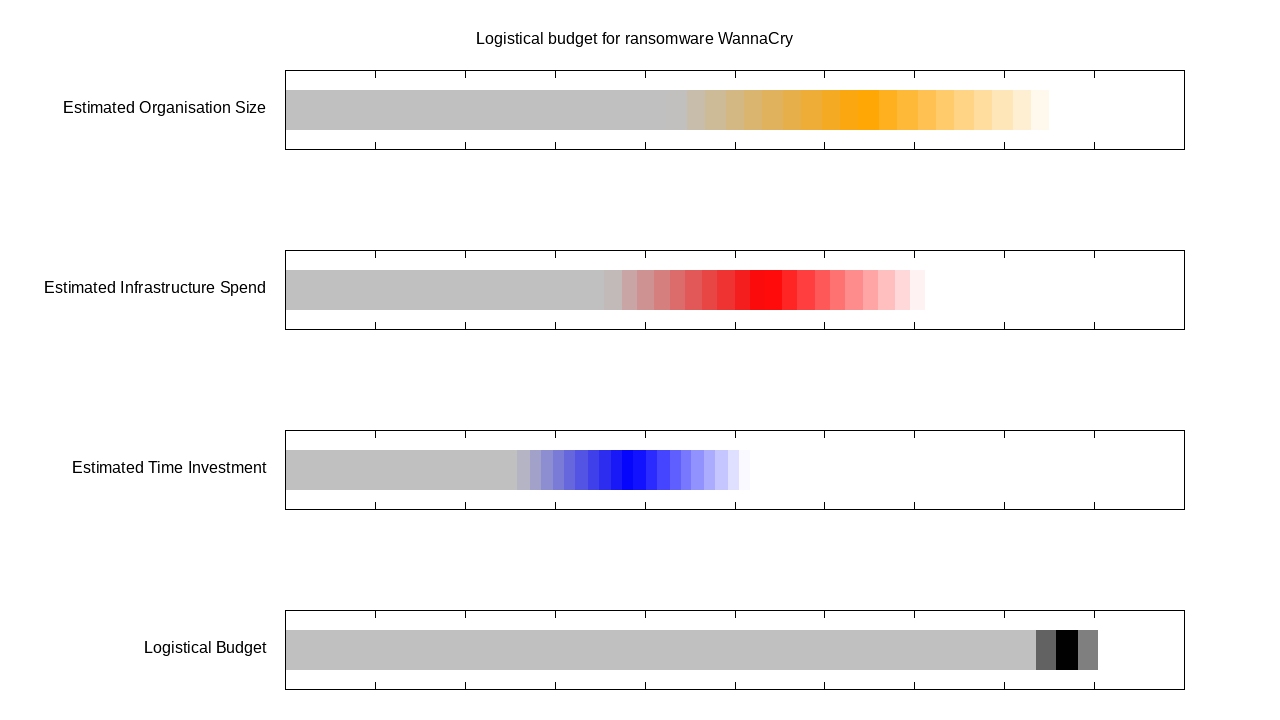 Logistical budget for ransomware WannaCry
Estimated Organisation Size
Estimated Infrastructure Spend
Estimated Time Investment
Logistical Budget